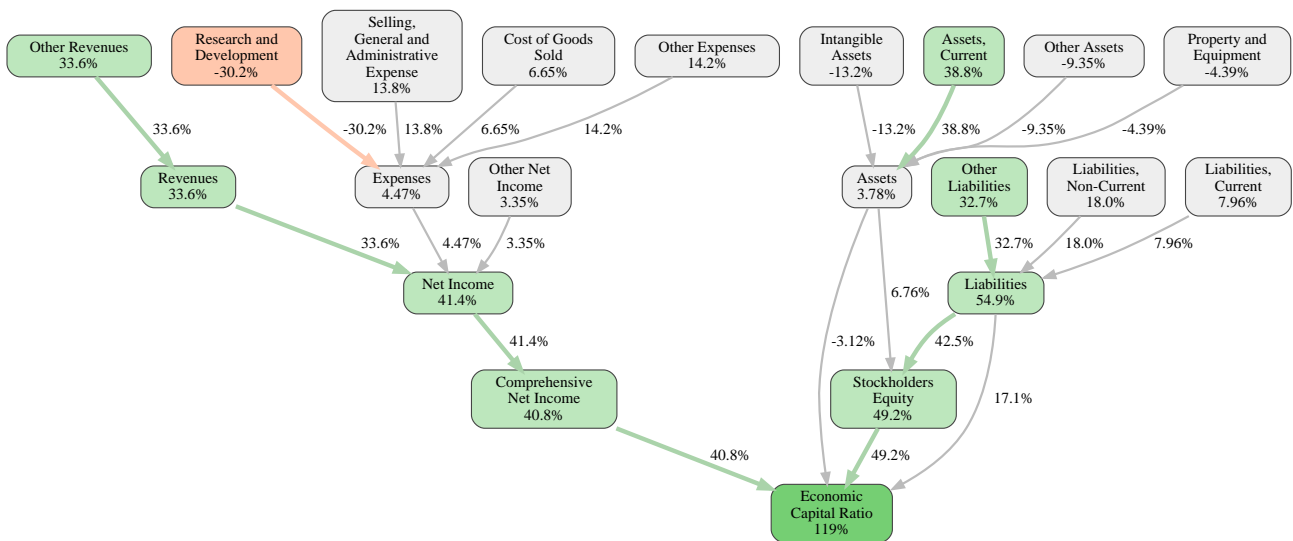 Other Revenues
33.6%
Research and
Development
-30.2%
Selling,
General and
Administrative
Expense
13.8%
Cost of Goods
Sold
6.65%
Other Expenses
14.2%
Intangible
Assets
-13.2%
Assets,
Current
38.8%
Other Assets
-9.35%
Property and
Equipment
-4.39%
33.6%
-30.2%
13.8%
6.65%
14.2%
-13.2%
38.8%
-9.35%
-4.39%
Revenues
33.6%
Expenses
4.47%
Other Net
Income
3.35%
Assets
3.78%
Other
Liabilities
32.7%
Liabilities,
Non-Current
18.0%
Liabilities,
Current
7.96%
33.6%
4.47%
3.35%
32.7%
18.0%
7.96%
Net Income
41.4%
6.76%
Liabilities
54.9%
41.4%
-3.12%
42.5%
Comprehensive
Net Income
40.8%
Stockholders
Equity
49.2%
17.1%
40.8%
49.2%
Economic
Capital Ratio
119%